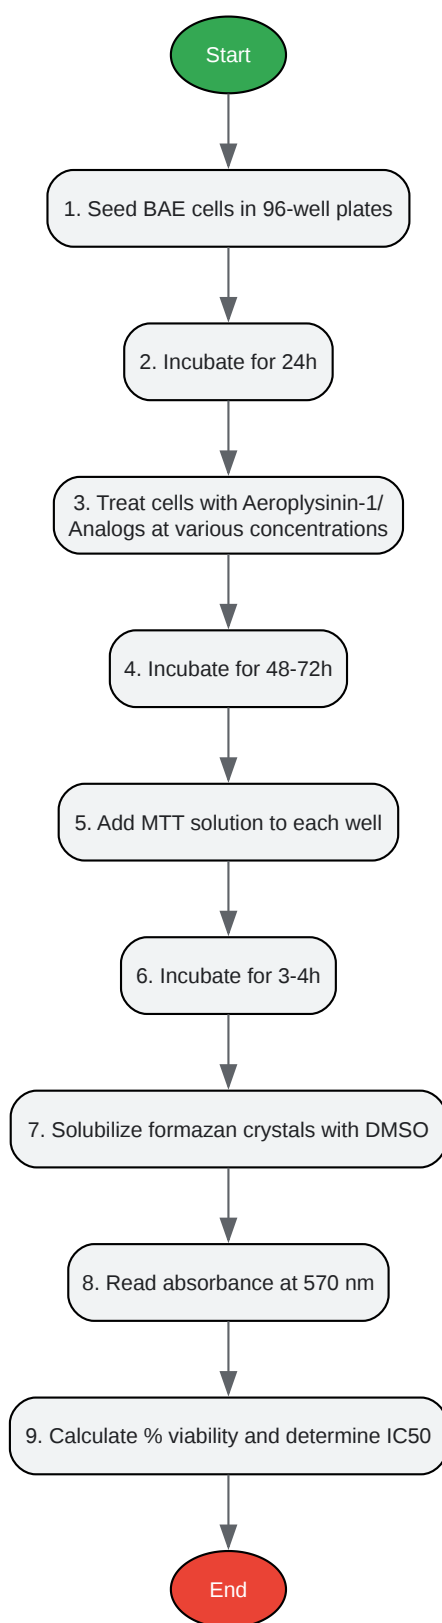 Start
1. Seed BAE cells in 96-well plates
2. Incubate for 24h
3. Treat cells with Aeroplysinin-1/
Analogs at various concentrations
4. Incubate for 48-72h
5. Add MTT solution to each well
6. Incubate for 3-4h
7. Solubilize formazan crystals with DMSO
8. Read absorbance at 570 nm
9. Calculate % viability and determine IC50
End